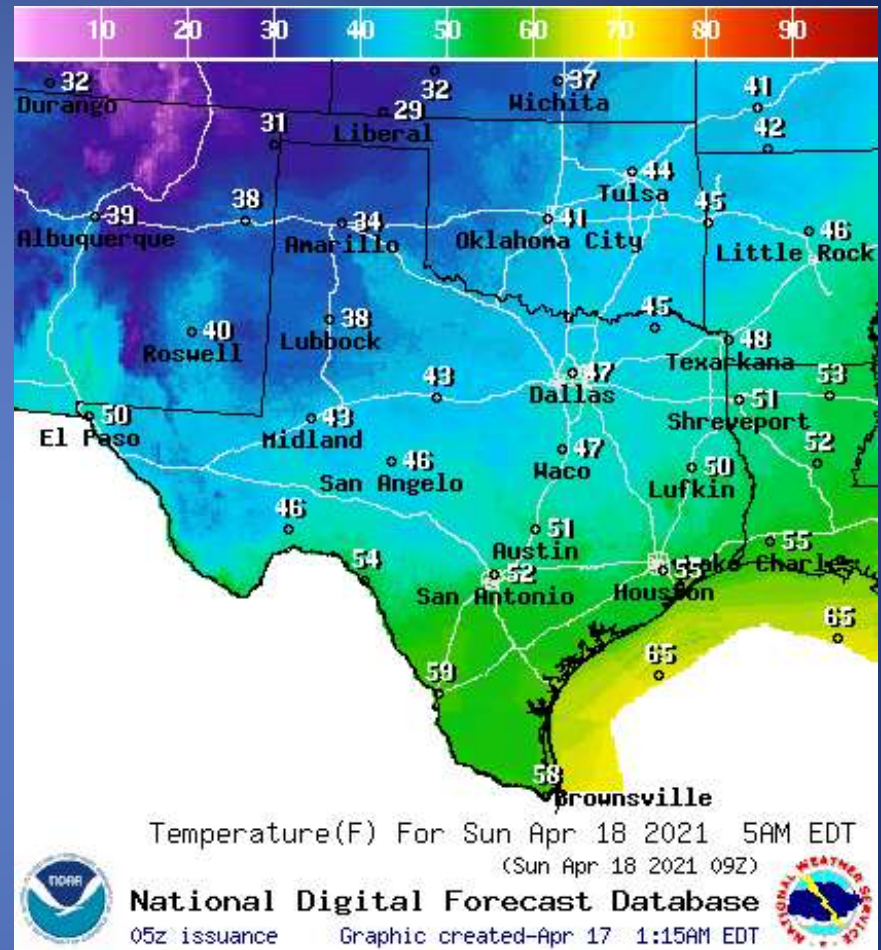 10 20 30 40 50 60 70 80 90
32 Durango
32
37 Wichita
29 Liberal
41
31
42
44 Tulsa
39 Albuquerque
38
34 Amarillo
41 Oklahoma City
45
46 Little Rock
40 Roswell
38 Lubbock
45
48 Texarkana
47 Dallas
43
51 Shreveport
53
50 El Paso
43 Midland
46 San Angelo
47 Waco
50 Lufkin
52
46
51 Austin
55 Lake Charles
54
52 San Antonio
55 Houston
65
65
59
58 Brownsville
Temperature(F) For Sun Apr 18 2021 5AM EDT
(Sun Apr 18 2021 09Z)
National Digital Forecast Database
05z issuance Graphic created-Apr 17 1:15AM EDT
NOAA
NATIONAL WEATHER SERVICE